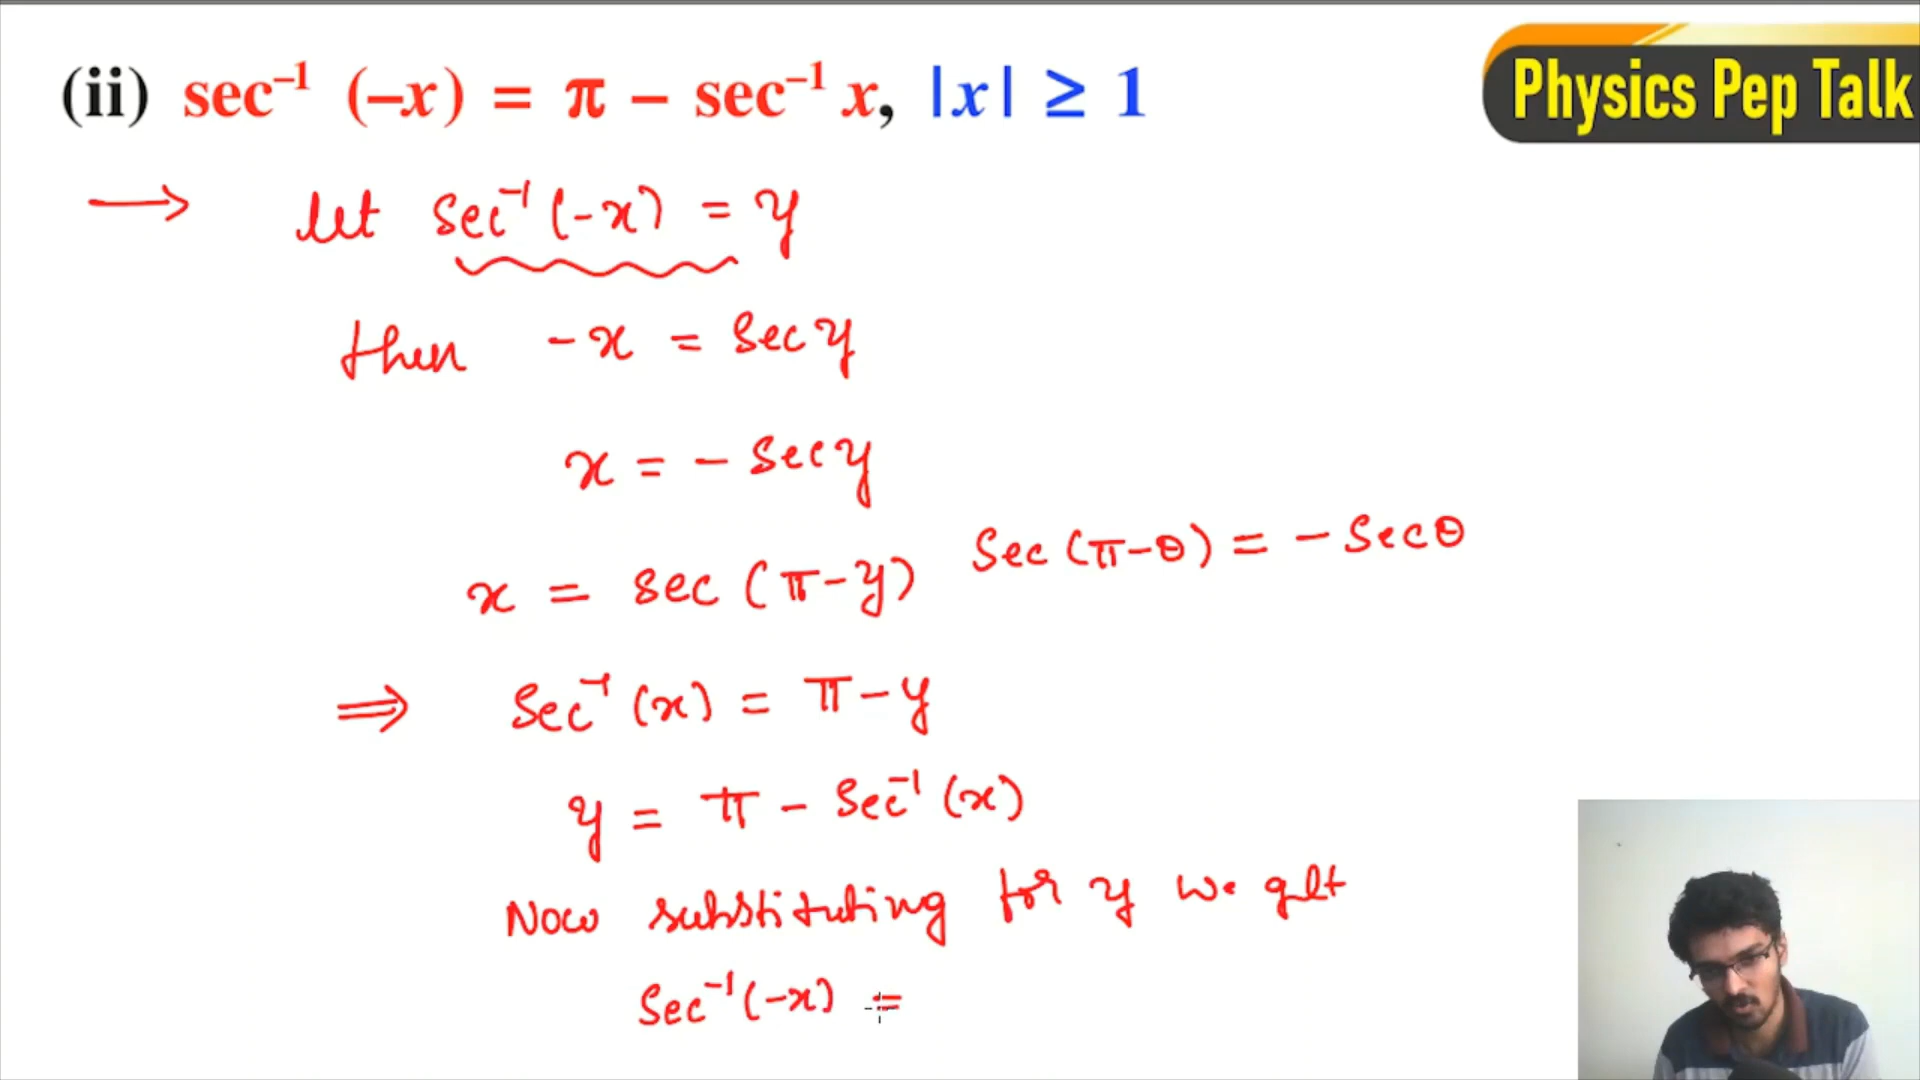 (ii) sec⁻¹ (–x) = π – sec⁻¹ x, |x| ≥ 1
Physics Pep Talk
→ let sec⁻¹(-x) = y
then -x = sec y
x = - sec y
x = sec (π-y) sec (π-θ) = - sec θ
⇒ sec⁻¹(x) = π - y
y = π - sec⁻¹(x)
Now substituting for y we get
sec⁻¹(-x) =